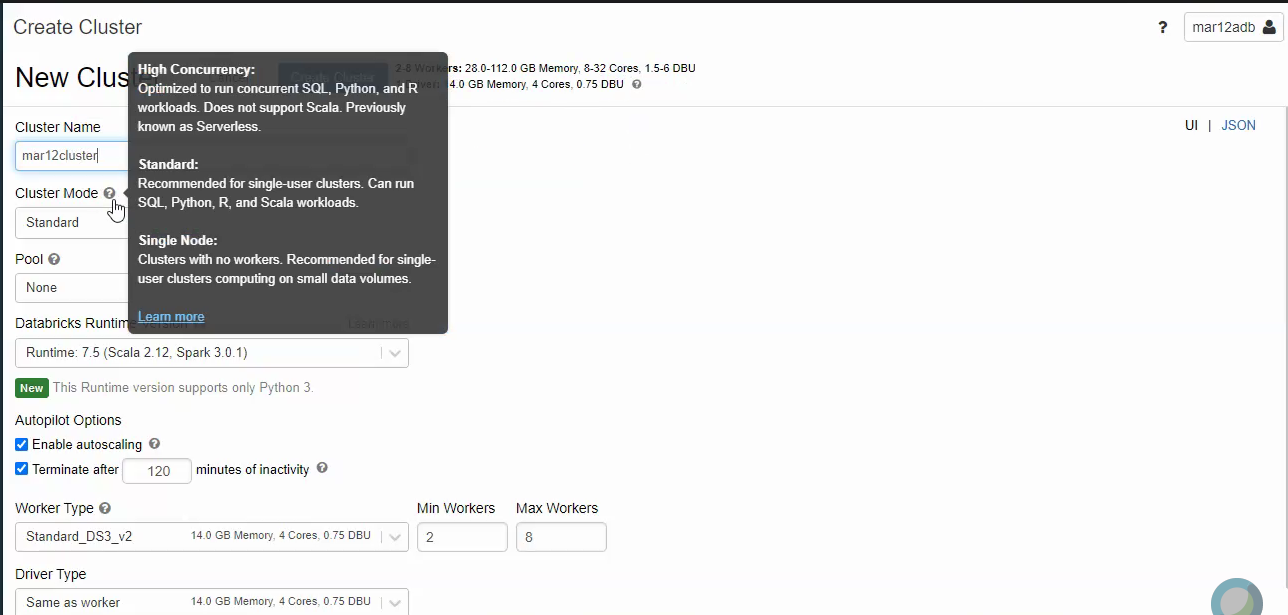 Create Cluster
? mar12adb
New Cluster
Create Cluster
2-8 Workers: 28.0-112.0 GB Memory, 8-32 Cores, 1.5-6 DBU
14.0 GB Memory, 4 Cores, 0.75 DBU ?
UI | JSON
Cluster Name
mar12cluster
Cluster Mode ?
Standard
High Concurrency:
Optimized to run concurrent SQL, Python, and R
workloads. Does not support Scala. Previously
known as Serverless.
Standard:
Recommended for single-user clusters. Can run
SQL, Python, R, and Scala workloads.
Single Node:
Clusters with no workers. Recommended for single-
user clusters computing on small data volumes.
Learn more
Pool ?
None
Databricks Runtime Version Learn more
Runtime: 7.5 (Scala 2.12, Spark 3.0.1)
New This Runtime version supports only Python 3.
Autopilot Options
Enable autoscaling ?
Terminate after 120 minutes of inactivity ?
Worker Type ? Min Workers Max Workers
Standard_DS3_v2 14.0 GB Memory, 4 Cores, 0.75 DBU 2 8
Driver Type
Same as worker 14.0 GB Memory, 4 Cores, 0.75 DBU